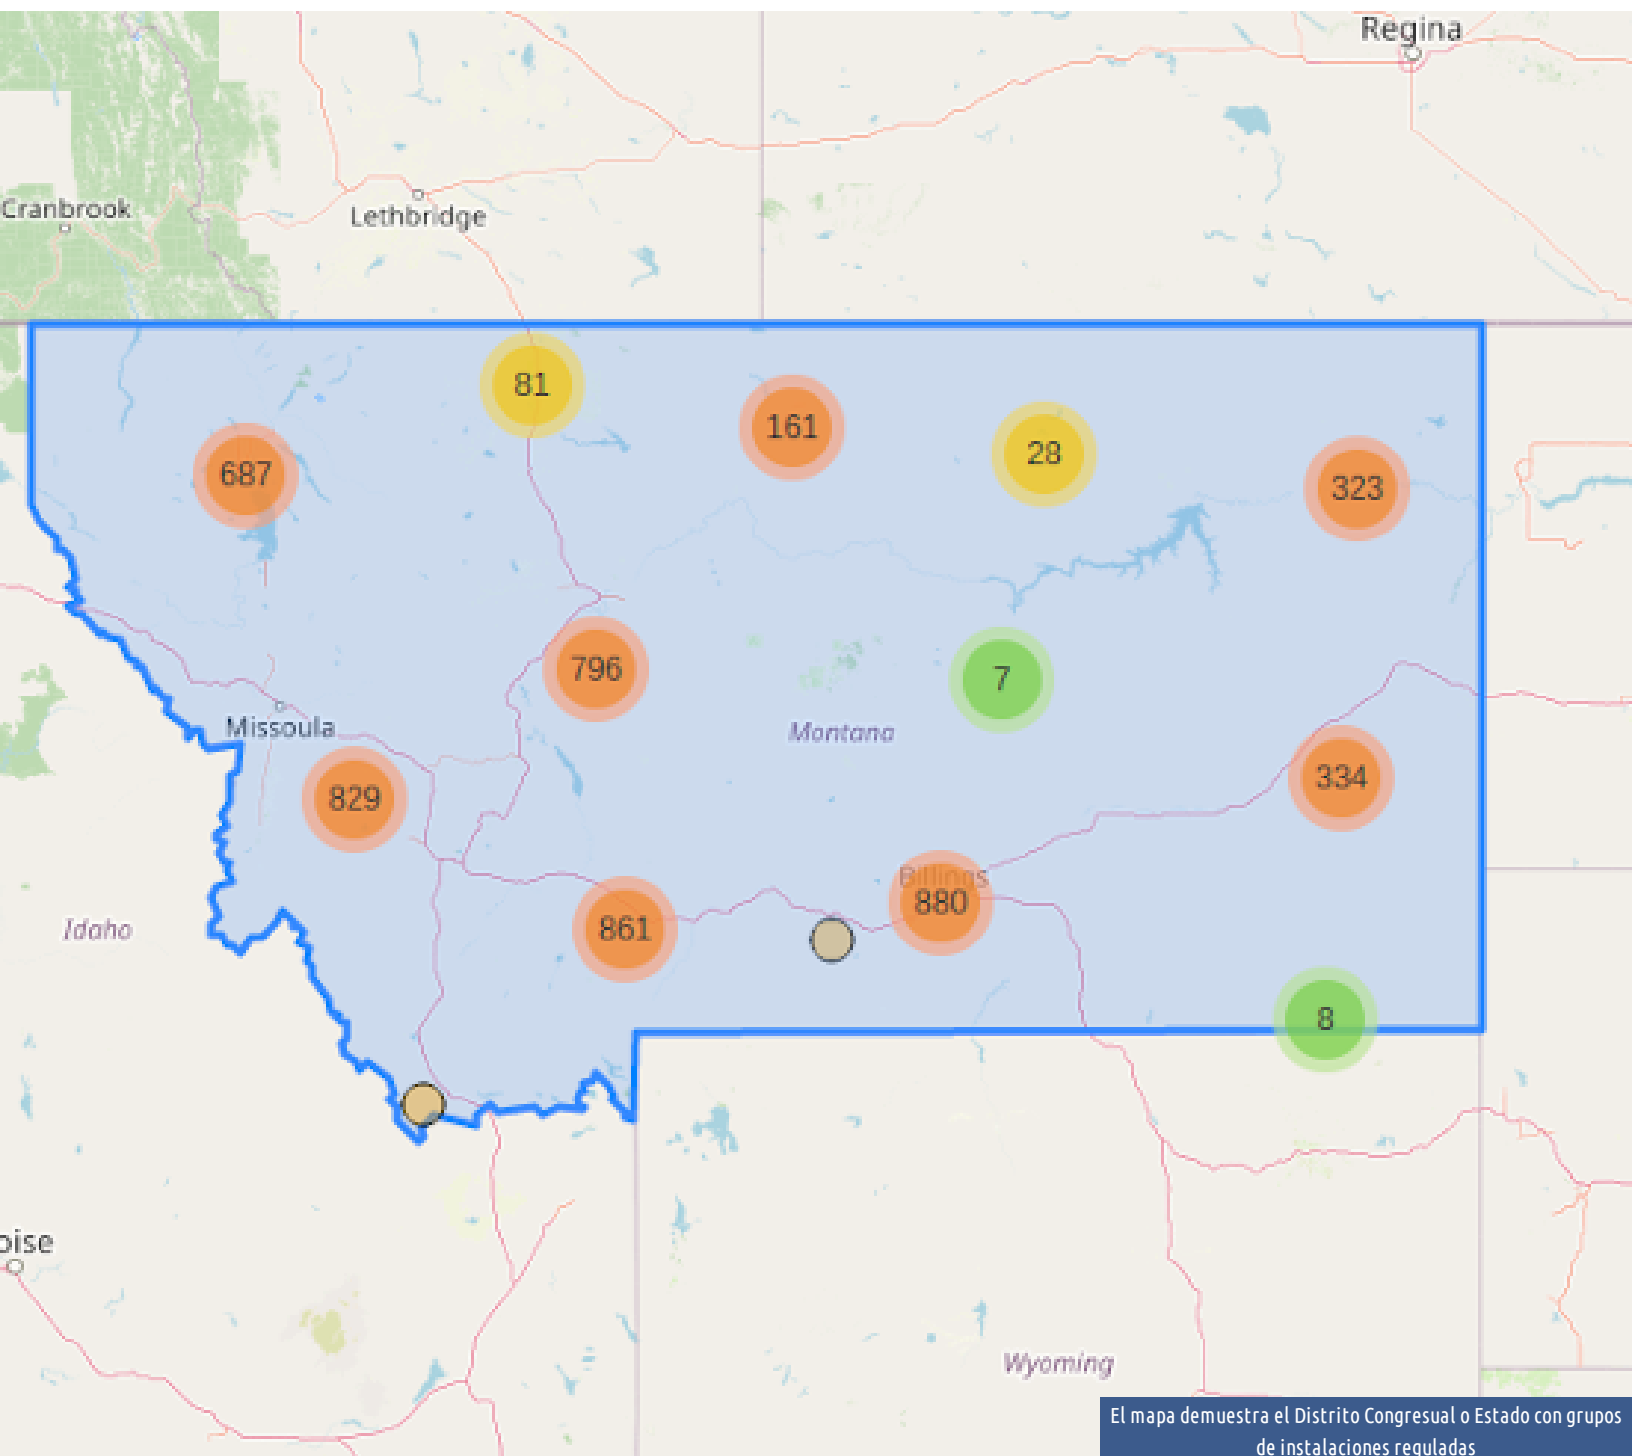 Regina
Cranbrook
Lethbridge
81
161
28
687
323
796
7
Missoula
Montana
334
829
Billings
880
861
Idaho
8
oise
Wyoming
El mapa demuestra el Distrito Congresual o Estado con grupos
de instalaciones reguladas